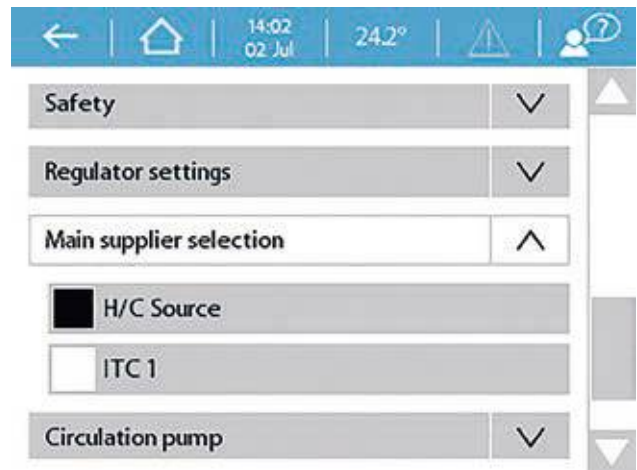 14:02
02 Jul
24.2°
?
Safety
Regulator settings
Main supplier selection
H/C Source
ITC 1
Circulation pump